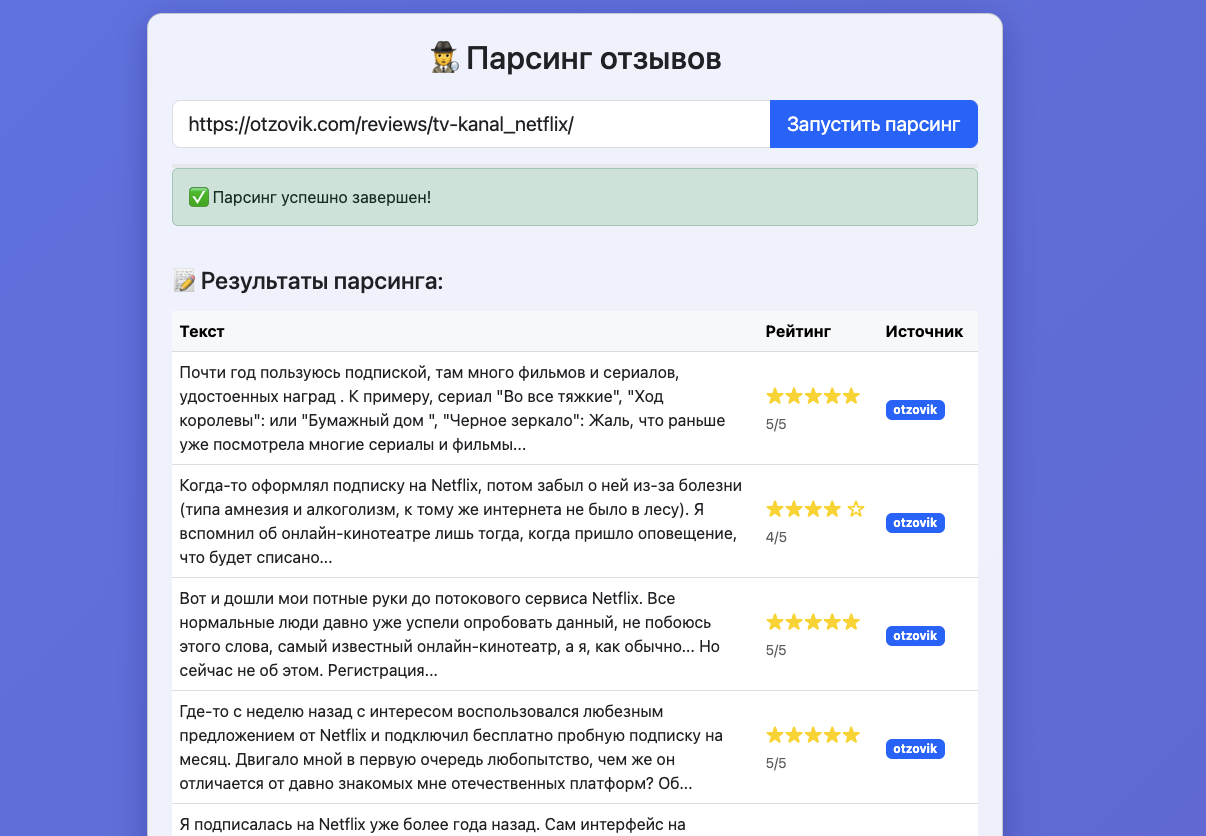 Парсинг отзывов
https://otzovik.com/reviews/tv-kanal_netflix/
Запустить парсинг
Парсинг успешно завершен!
Результаты парсинга:
Текст
Рейтинг
Источник
Почти год пользуюсь подпиской, там много фильмов и сериалов,
удостоенных наград . К примеру, сериал "Во все тяжкие", "Ход
королевы": или "Бумажный дом ", "Черное зеркало": Жаль, что раньше
уже посмотрела многие сериалы и фильмы...
5/5
otzovik
Когда-то оформлял подписку на Netflix, потом забыл о ней из-за болезни
(типа амнезия и алкоголизм, к тому же интернета не было в лесу). Я
вспомнил об онлайн-кинотеатре лишь тогда, когда пришло оповещение,
что будет списано...
4/5
otzovik
Вот и дошли мои потные руки до потокового сервиса Netflix. Все
нормальные люди давно уже успели опробовать данный, не побоюсь
этого слова, самый известный онлайн-кинотеатр, а я, как обычно... Но
сейчас не об этом. Регистрация...
5/5
otzovik
Где-то с неделю назад с интересом воспользовался любезным
предложением от Netflix и подключил бесплатно пробную подписку на
месяц. Двигало мной в первую очередь любопытство, чем же он
отличается от давно знакомых мне отечественных платформ? Об...
5/5
otzovik
Я подписалась на Netflix уже более года назад. Сам интерфейс на